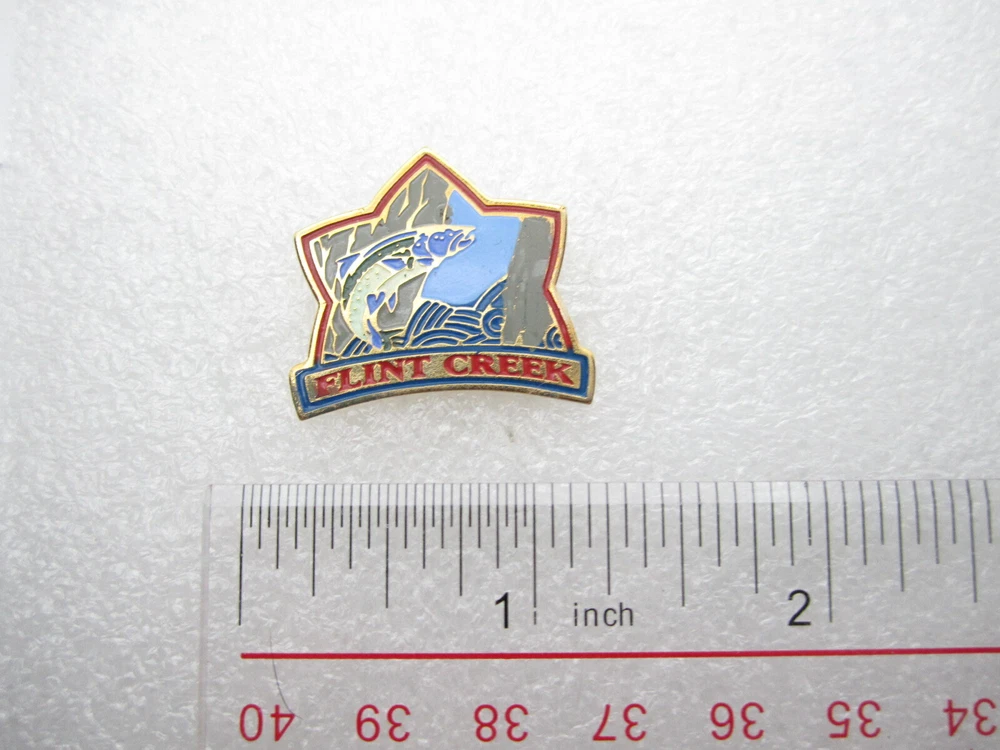 FLINT CREEK
1 inch 2
40 39 38 37 36 35 34